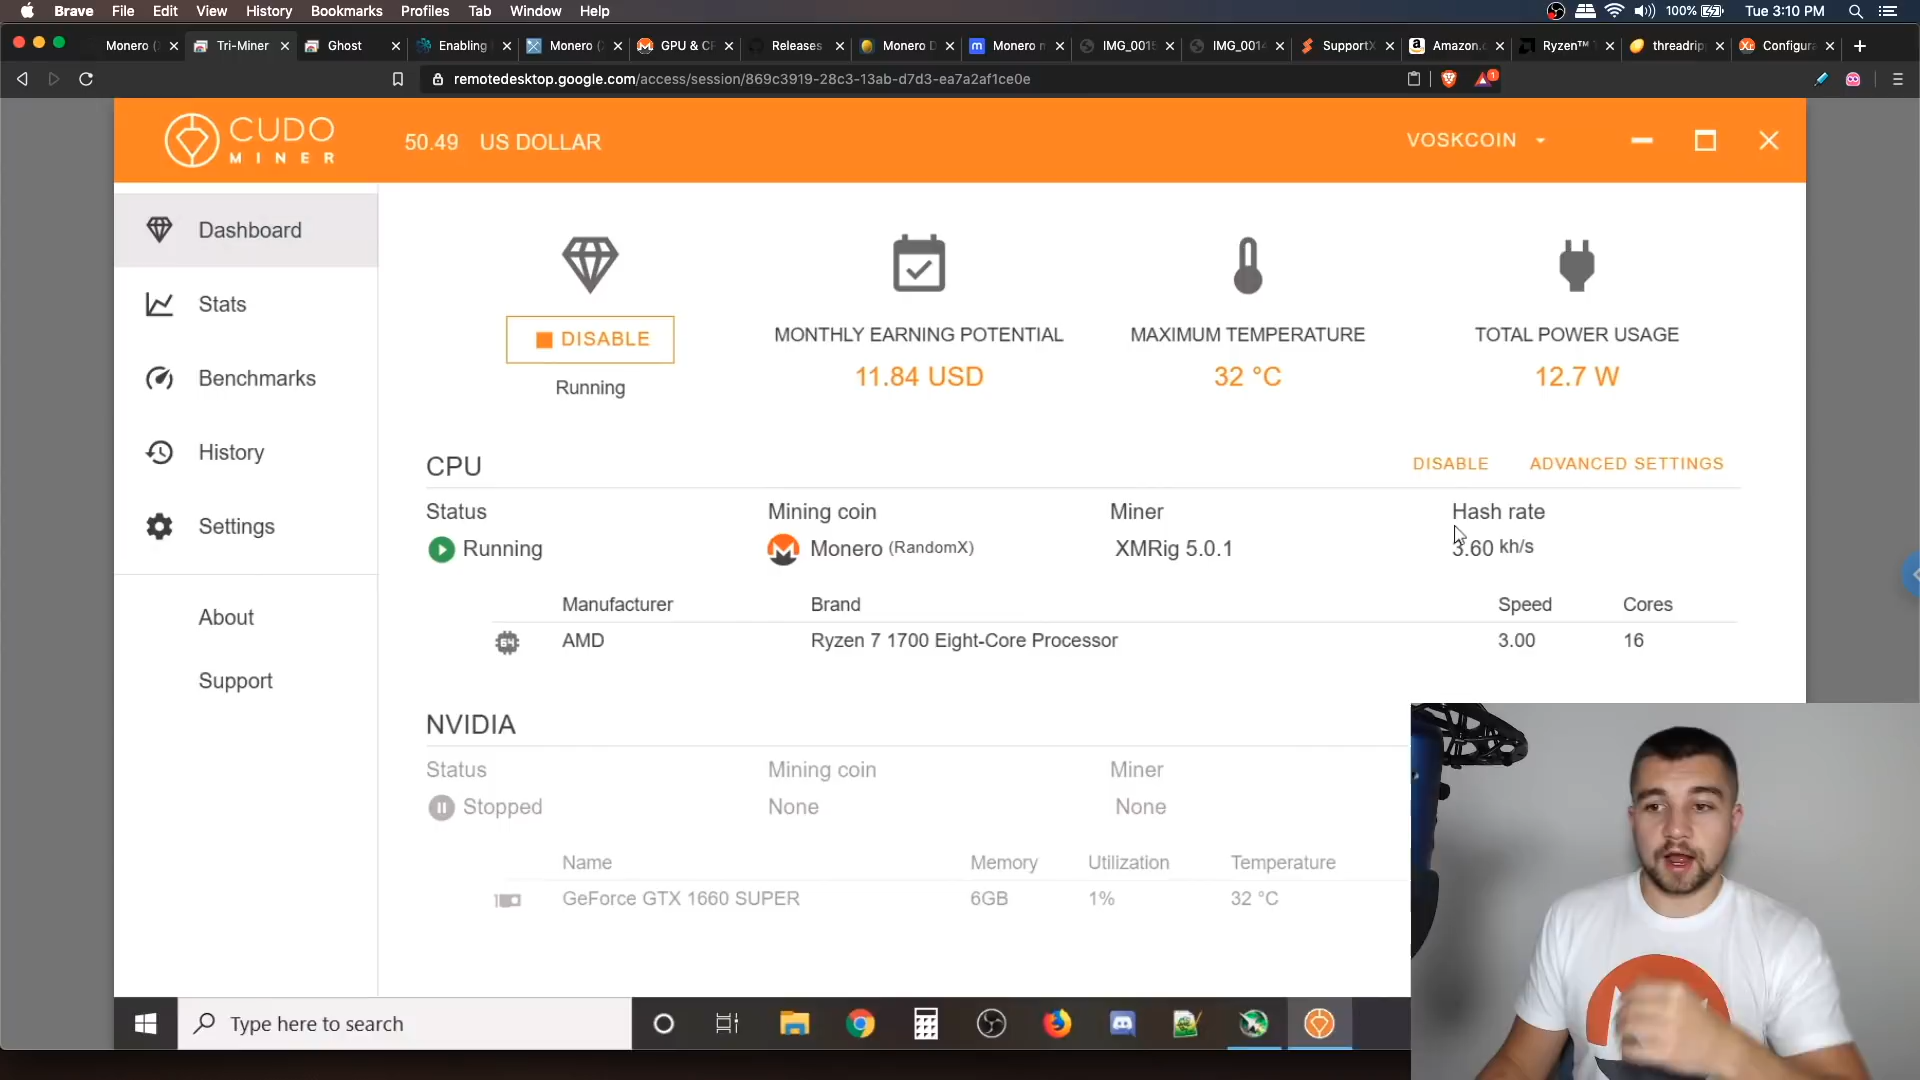 Brave File Edit View History Bookmarks Profiles Tab Window Help 100% Tue 3:10 PM
Monero ( Tri-Miner Ghost Enabling Monero ( GPU & C Releases Monero D Monero m IMG_001 IMG_0014 SupportX Amazon. Ryzen™ threadrip Configura
remotedesktop.google.com/access/session/869c3919-28c3-13ab-d7d3-ea7a2af1ce0e 1
CUDO
MINER
50.49 US DOLLAR
VOSKCOIN
Dashboard
Stats
Benchmarks
History
Settings
About
Support
DISABLE
Running
MONTHLY EARNING POTENTIAL
11.84 USD
MAXIMUM TEMPERATURE
32 °C
TOTAL POWER USAGE
12.7 W
CPU DISABLE ADVANCED SETTINGS
Status Mining coin Miner Hash rate
Running Monero (RandomX) XMRig 5.0.1 3.60 kh/s
Manufacturer Brand Speed Cores
64 AMD Ryzen 7 1700 Eight-Core Processor 3.00 16
NVIDIA
Status Mining coin Miner
Stopped None None
Name Memory Utilization Temperature
GeForce GTX 1660 SUPER 6GB 1% 32 °C
Type here to search